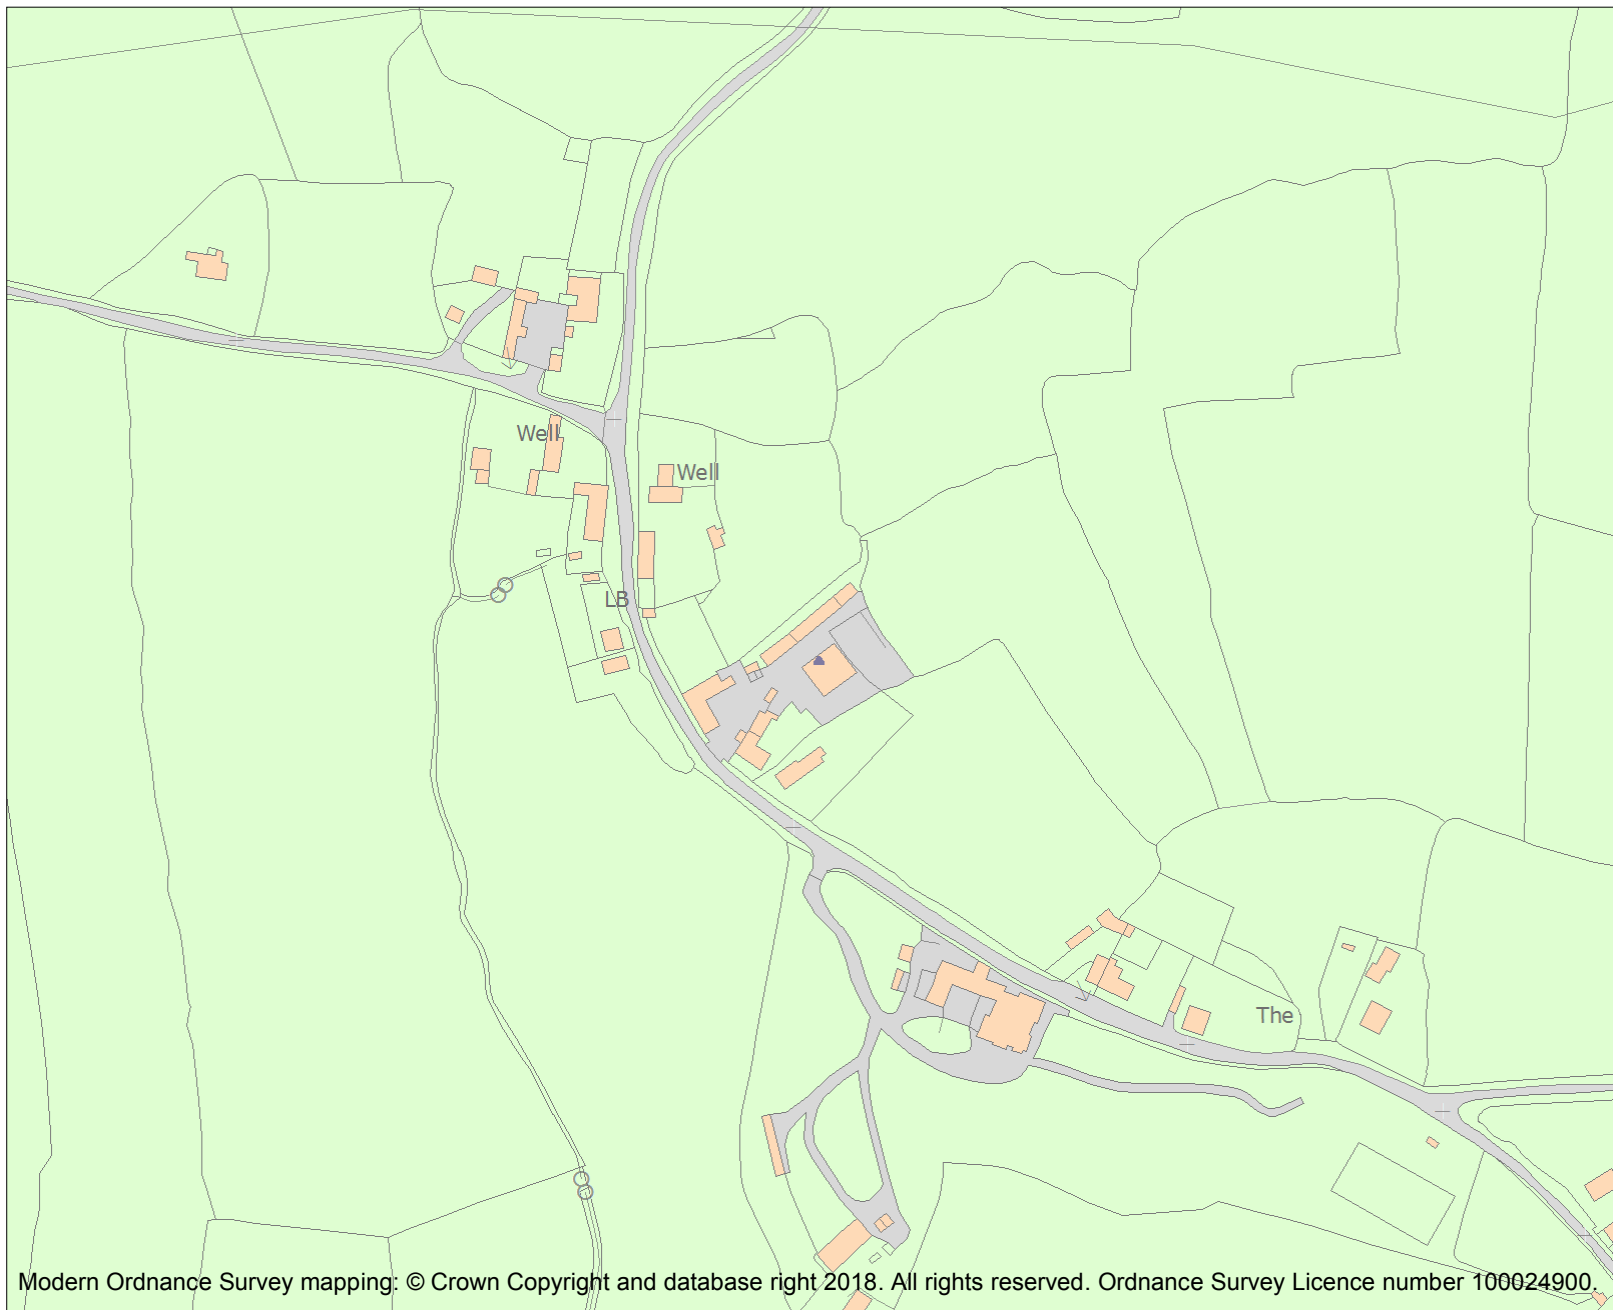 Well
Well
LB
The
Modern Ordnance Survey mapping: © Crown Copyright and database right 2018. All rights reserved. Ordnance Survey Licence number 100024900.